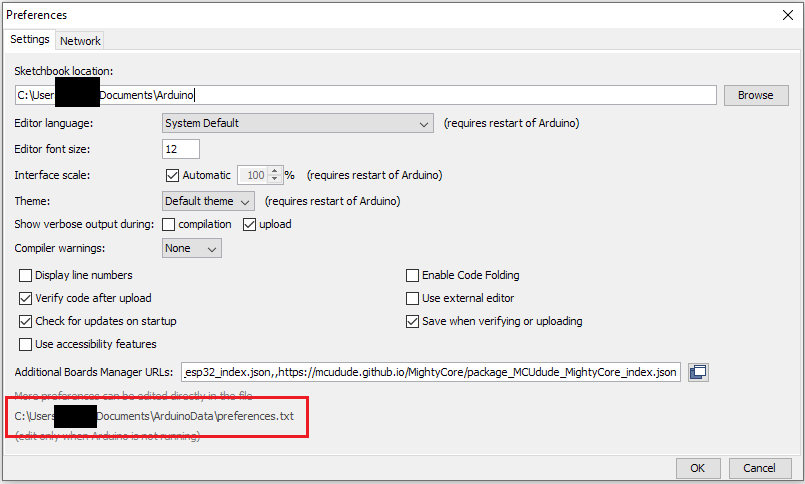 Preferences
Settings
Network
Sketchbook location:
C:\User Documents\Arduino
Browse
Editor language:
System Default
(requires restart of Arduino)
Editor font size:
12
Interface scale:
Automatic
100 %
(requires restart of Arduino)
Theme:
Default theme
(requires restart of Arduino)
Show verbose output during:
compilation
upload
Compiler warnings:
None
Display line numbers
Enable Code Folding
Verify code after upload
Use external editor
Check for updates on startup
Save when verifying or uploading
Use accessibility features
Additional Boards Manager URLs:
_esp32_index.json,,https://mcudude.github.io/MightyCore/package_MCUdude_MightyCore_index.json
More preferences can be edited directly in the file
C:\Users Documents\ArduinoData\preferences.txt
(edit only when Arduino is not running)
OK
Cancel